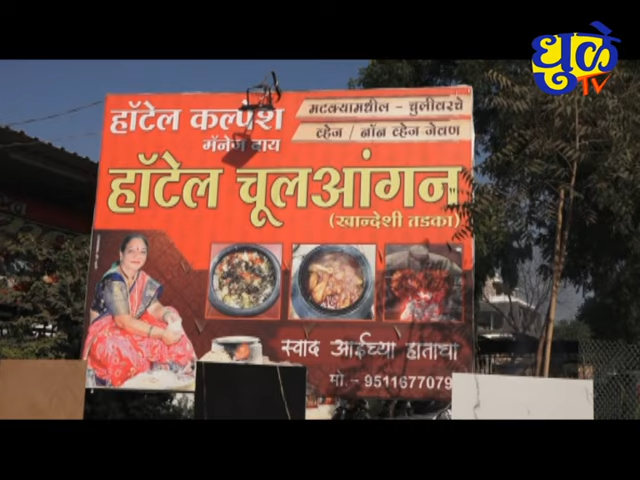 धुळे
TV
हॉटेल कल्पेश
मॅनेज बाय
मटक्यामधील - चुलीवरचे
व्हेज / नॉन व्हेज जेवण
हॉटेल चूलआंगन
(खान्देशी तडका)
स्वाद आईच्या हाताचा
मो - 9511677079